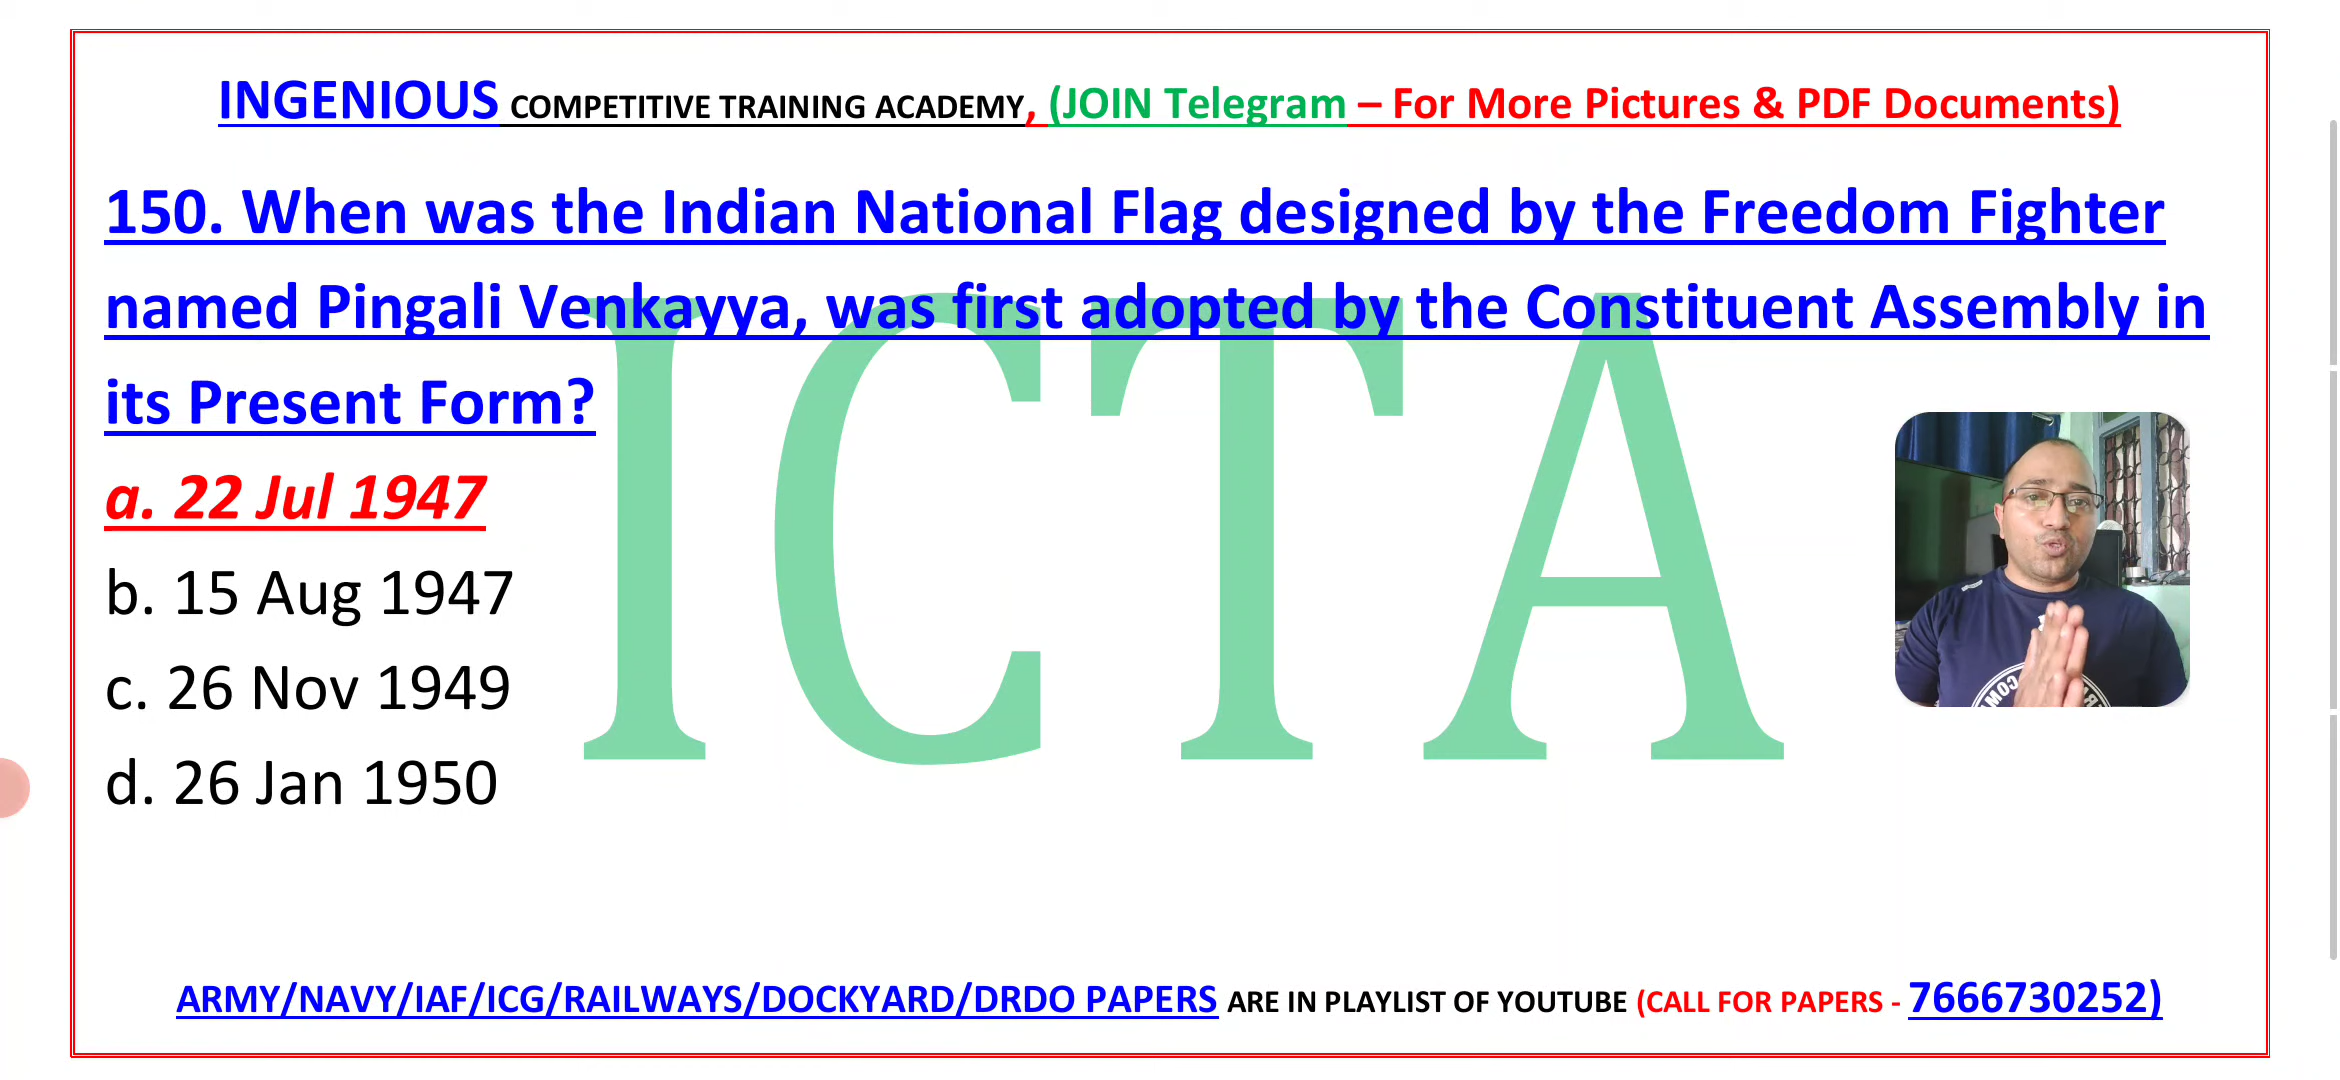 INGENIOUS COMPETITIVE TRAINING ACADEMY, (JOIN Telegram – For More Pictures & PDF Documents)
150. When was the Indian National Flag designed by the Freedom Fighter
named Pingali Venkayya, was first adopted by the Constituent Assembly in
its Present Form?
ICTA
a. 22 Jul 1947
b. 15 Aug 1947
c. 26 Nov 1949
d. 26 Jan 1950
ARMY/NAVY/IAF/ICG/RAILWAYS/DOCKYARD/DRDO PAPERS ARE IN PLAYLIST OF YOUTUBE (CALL FOR PAPERS - 7666730252)